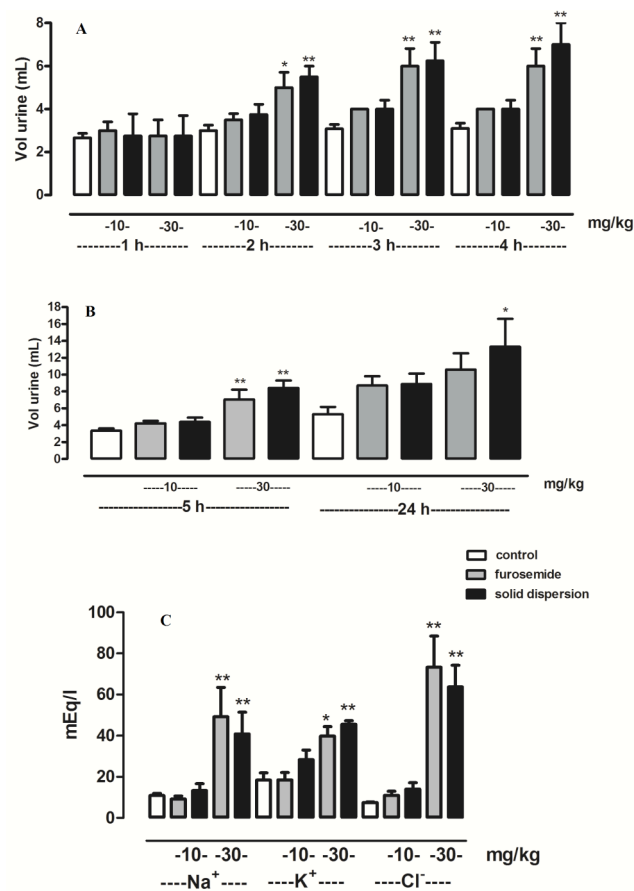 A
Vol urine (mL)
8
6
4
2
0
* ** ** ** ** **
-10- -30- -10- -30- -10- -30- -10- -30- mg/kg
--------1 h-------- --------2 h-------- --------3 h-------- --------4 h--------
B
Vol urine (mL)
18
16
14
12
10
8
6
4
2
0
** ** *
-----10----- -----30----- -----10----- -----30----- mg/kg
-----------------5 h----------------- -----------------24 h-----------------
control
furosemide
solid dispersion
C
mEq/l
100
80
60
40
20
0
** ** * ** ** **
-10- -30- -10- -30- -10- -30- mg/kg
----Na+---- ----K+---- ----Cl-----